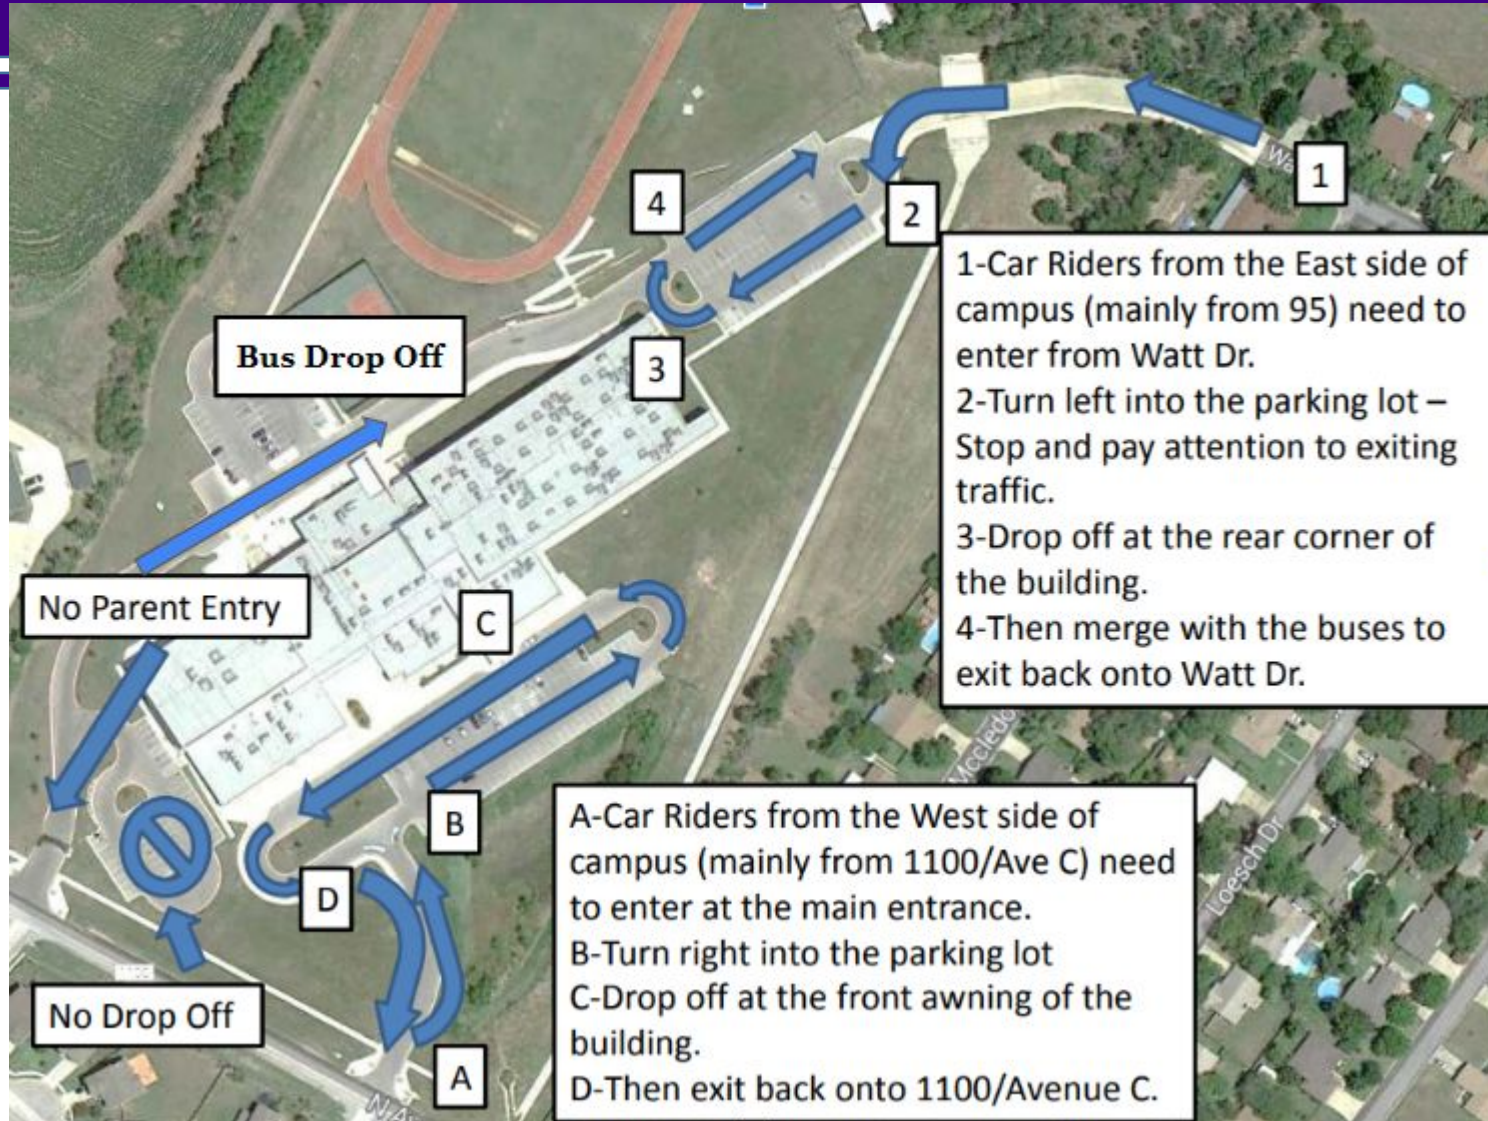 1
4
2
1-Car Riders from the East side of
campus (mainly from 95) need to
enter from Watt Dr.
2-Turn left into the parking lot –
Stop and pay attention to exiting
traffic.
3-Drop off at the rear corner of
the building.
4-Then merge with the buses to
exit back onto Watt Dr.
Bus Drop Off
3
No Parent Entry
C
B
D
A-Car Riders from the West side of
campus (mainly from 1100/Ave C) need
to enter at the main entrance.
B-Turn right into the parking lot
C-Drop off at the front awning of the
building.
D-Then exit back onto 1100/Avenue C.
Loesch Dr
No Drop Off
A